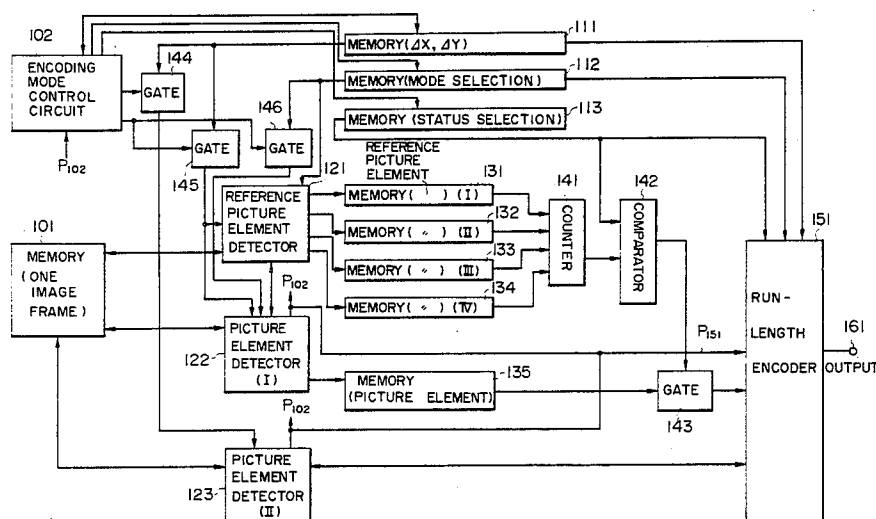 102
ENCODING
MODE
CONTROL
CIRCUIT
P102
144
GATE
MEMORY(ΔX, ΔY)
111
MEMORY(MODE SELECTION)
112
MEMORY (STATUS SELECTION)
113
146
GATE
GATE
145
REFERENCE
PICTURE
ELEMENT
121
REFERENCE
PICTURE
ELEMENT
DETECTOR
MEMORY( ) (I)
131
MEMORY( 〃 ) (II)
132
MEMORY( 〃 ) (III)
133
MEMORY( 〃 ) (IV)
134
141
COUNTER
142
COMPARATOR
101
MEMORY
(ONE
IMAGE
FRAME)
P102
PICTURE
ELEMENT
DETECTOR
(I)
122
MEMORY
(PICTURE ELEMENT)
135
GATE
143
P151
151
RUN-
LENGTH
ENCODER
161
OUTPUT
P102
PICTURE
ELEMENT
DETECTOR
(II)
123